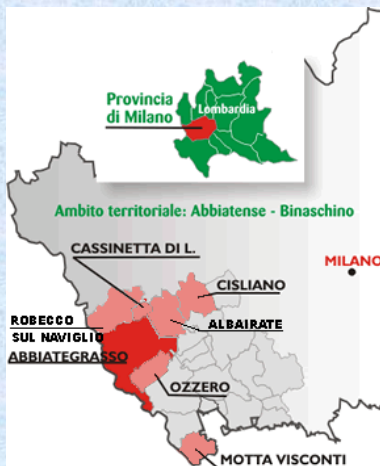 Provincia
di Milano
Lombardia
Ambito territoriale: Abbiatense - Binaschino
CASSINETTA DI L.
MILANO
CISLIANO
ROBECCO
SUL NAVIGLIO
ALBAIRATE
ABBIATEGRASSO
OZZERO
MOTTA VISCONTI